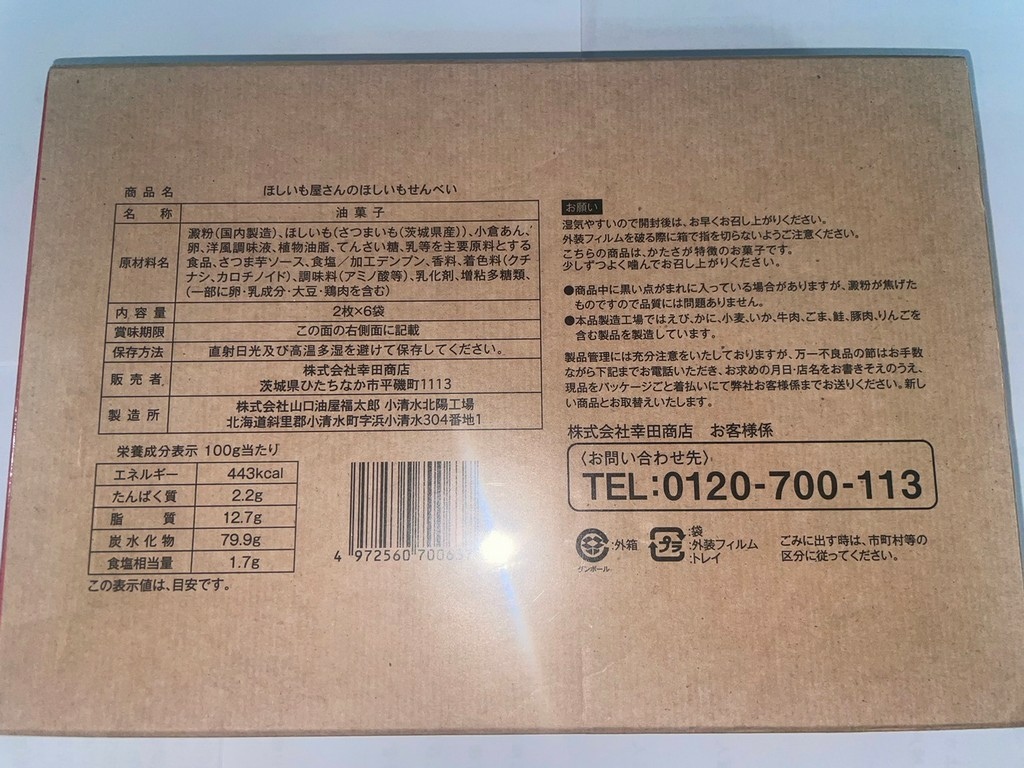 商品名 ほしいも屋さんのほしいもせんべい
名称 油菓子
原材料名 澱粉(国内製造)、ほしいも(さつまいも(茨城県産))、小倉あん、
卵、洋風調味液、植物油脂、てんさい糖、乳等を主要原料とする
食品、さつま芋ソース、食塩/加工デンプン、香料、着色料(クチ
ナシ、カロチノイド)、調味料(アミノ酸等)、乳化剤、増粘多糖類、
(一部に卵・乳成分・大豆・鶏肉を含む)
内容量 2枚×6袋
賞味期限 この面の右側面に記載
保存方法 直射日光及び高温多湿を避けて保存してください。
販売者 株式会社幸田商店
茨城県ひたちなか市平磯町1113
製造所 株式会社山口油屋福太郎 小清水北陽工場
北海道斜里郡小清水町字浜小清水304番地1
栄養成分表示 100g当たり
エネルギー 443kcal
たんぱく質 2.2g
脂質 12.7g
炭水化物 79.9g
食塩相当量 1.7g
この表示値は、目安です。
4 972560
お願い
湿気やすいので開封後は、お早くお召し上がりください。
外装フィルムを破る際に箱で指を切らないようご注意ください。
こちらの商品は、かたさが特徴のお菓子です。
少しずつよく噛んでお召し上がりください。
●商品中に黒い点がまれに入っている場合がありますが、澱粉が焦げた
ものですので品質には問題ありません。
●本品製造工場ではえび、かに、小麦、いか、牛肉、ごま、鮭、豚肉、りんごを
含む製品を製造しています。
製品管理には充分注意をいたしておりますが、万一不良品の節はお手数
ながら下記までお電話いただき、お求めの月日・店名をお書きそえのうえ、
現品をパッケージごと着払いにて弊社お客様係までお送りください。新し
い商品とお取替えいたします。
株式会社幸田商店 お客様係
〈お問い合わせ先〉
TEL:0120-700-113
:外箱
ダンボール
プラ
:袋
:外装フィルム
:トレイ
ごみに出す時は、市町村等の
区分に従ってください。